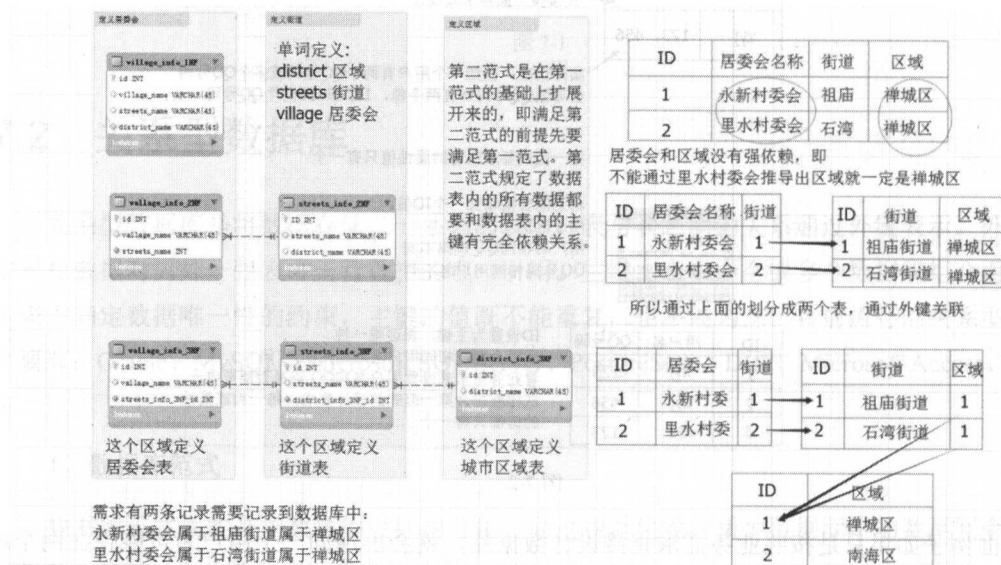 定义居委会
定义街道
定义区域
village_info_1NF
id INT
village_name VARCHAR(45)
streets_name VARCHAR(45)
district_name VARCHAR(45)
Indexes
单词定义:
district 区域
streets 街道
village 居委会
第二范式是在第一
范式的基础上扩展
开来的，即满足第
二范式的前提先要
满足第一范式。第
二范式规定了数据
表内的所有数据都
要和数据表内的主
键有完全依赖关系。
vallage_info_2NF
id INT
vallage_name VARCHAR(45)
streets_name INT
Indexes
streets_info_2NF
ID INT
streets_name VARCHAR(45)
district_name VARCHAR(45)
Indexes
vallage_info_3NF
id INT
vallage_name VARCHAR(45)
streets_info_3NF_id INT
Indexes
streets_info_3NF
id INT
streets_name VARCHAR(45)
district_info_3NF_id INT
Indexes
district_info_3NF
id INT
district_name VARCHAR(45)
Indexes
这个区域定义
居委会表
这个区域定义
街道表
这个区域定义
城市区域表
需求有两条记录需要记录到数据库中:
永新村委会属于祖庙街道属于禅城区
里水村委会属于石湾街道属于禅城区
ID 居委会名称 街道 区域
1 永新村委会 祖庙 禅城区
2 里水村委会 石湾 禅城区
居委会和区域没有强依赖，即
不能通过里水村委会推导出区域就一定是禅城区
ID 居委会名称 街道
1 永新村委会 1
2 里水村委会 2
ID 街道 区域
1 祖庙街道 禅城区
2 石湾街道 禅城区
所以通过上面的划分成两个表，通过外键关联
ID 居委会 街道
1 永新村委 1
2 里水村委 2
ID 街道 区域
1 祖庙街道 1
2 石湾街道 1
ID 区域
1 禅城区
2 南海区